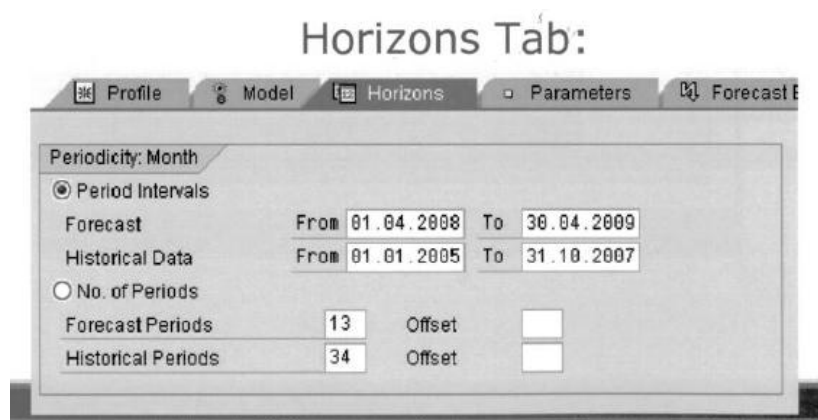 Horizons Tab:
Profile Model Horizons Parameters Forecast E
Periodicity: Month
Period Intervals
Forecast From 01.04.2008 To 30.04.2009
Historical Data From 01.01.2005 To 31.10.2007
No. of Periods
Forecast Periods 13 Offset
Historical Periods 34 Offset